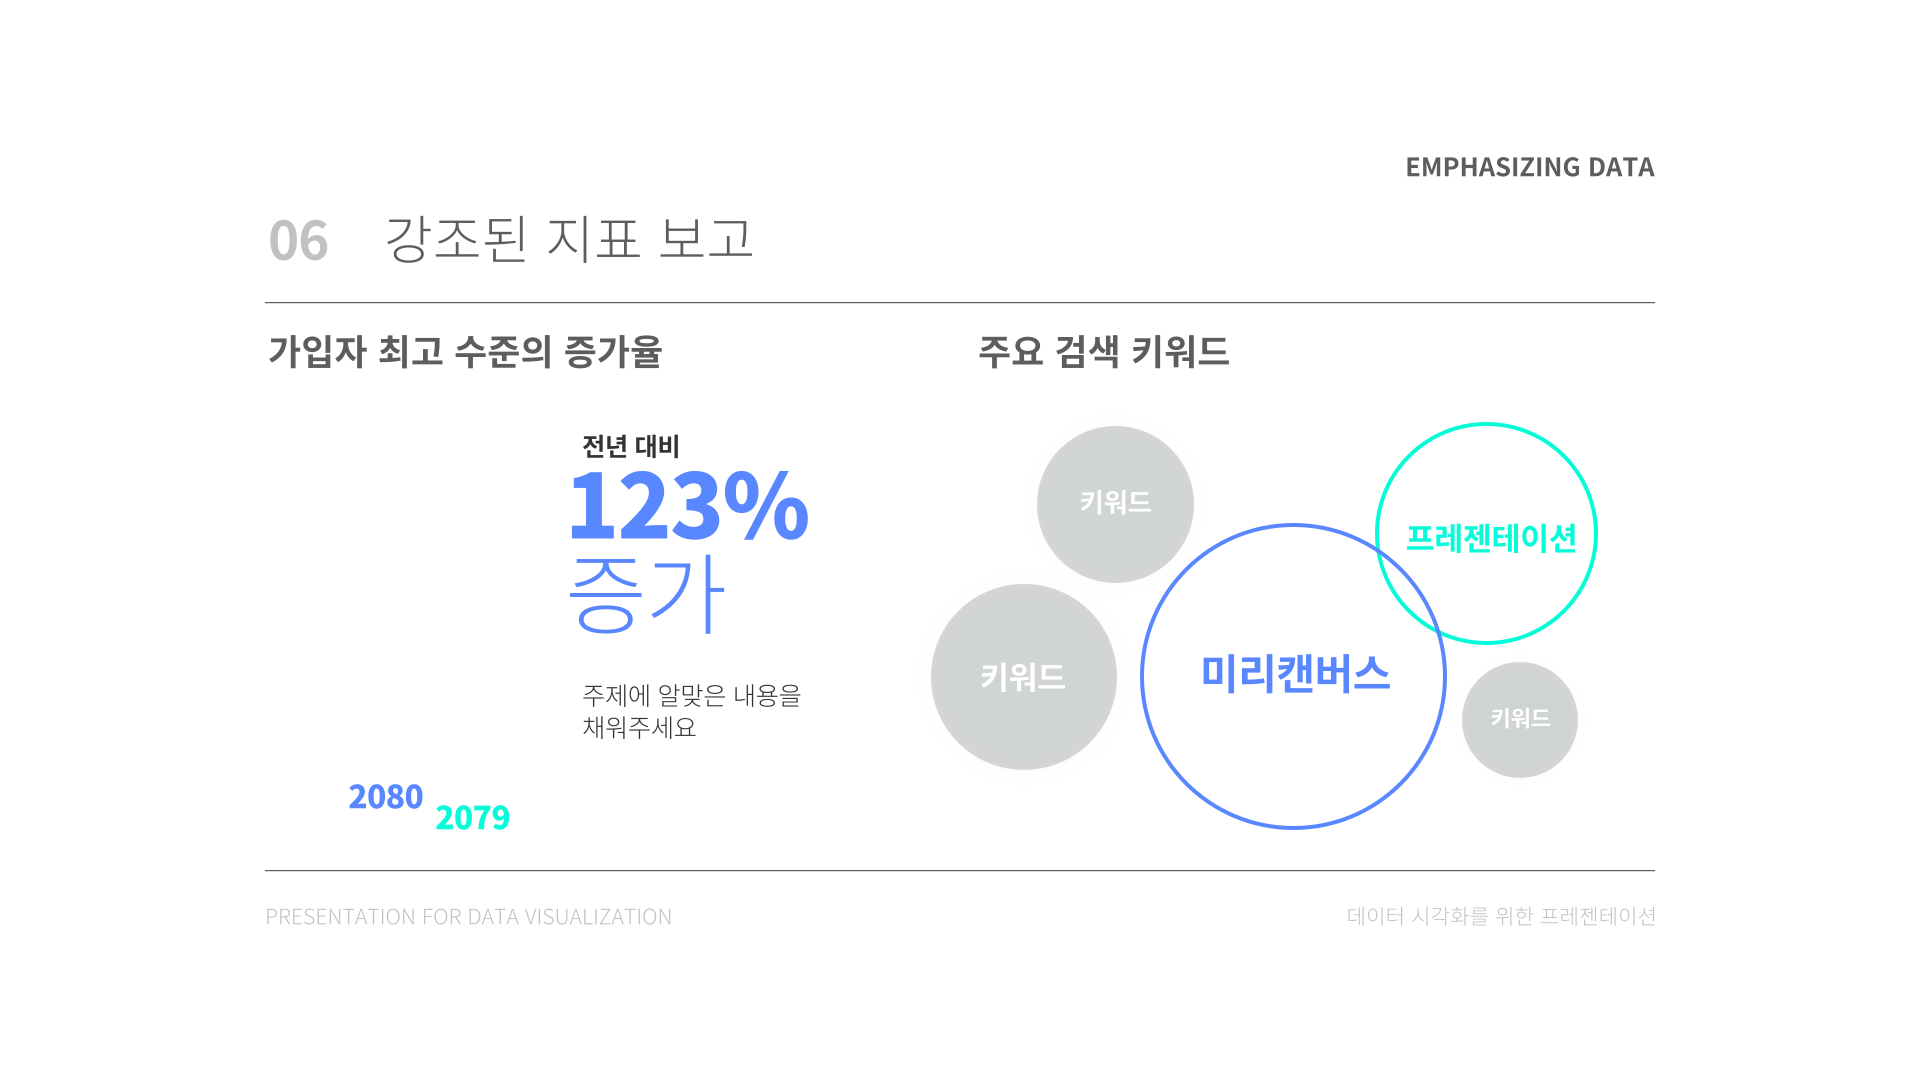 EMPHASIZING DATA
06 강조된 지표 보고
가입자 최고 수준의 증가율
전년 대비
123%
증가
주제에 알맞은 내용을
채워주세요
2080
2079
주요 검색 키워드
키워드
프레젠테이션
키워드
미리캔버스
키워드
PRESENTATION FOR DATA VISUALIZATION
데이터 시각화를 위한 프레젠테이션